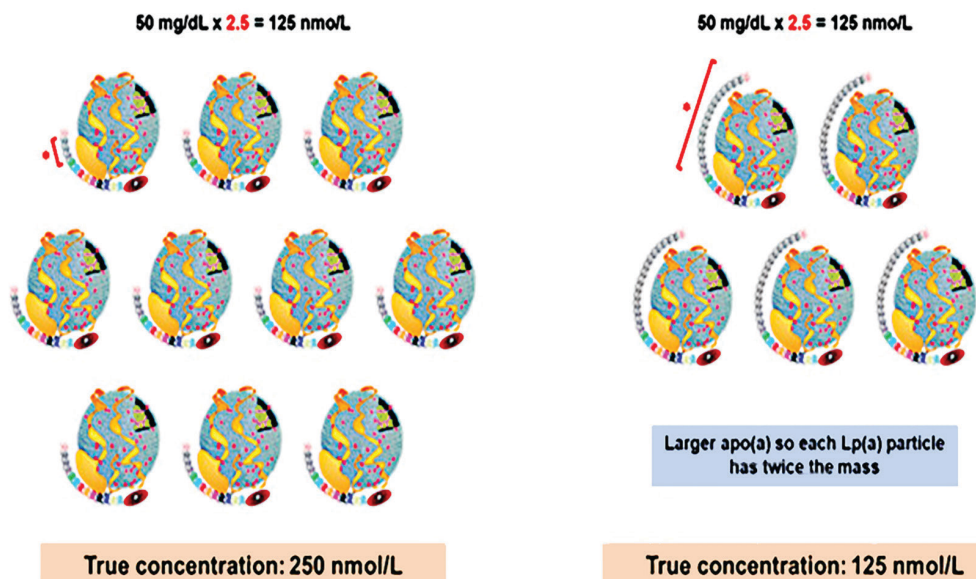 50 mg/dL x 2.5 = 125 nmol/L
50 mg/dL x 2.5 = 125 nmol/L
*
*
Larger apo(a) so each Lp(a) particle
has twice the mass
True concentration: 250 nmol/L
True concentration: 125 nmol/L